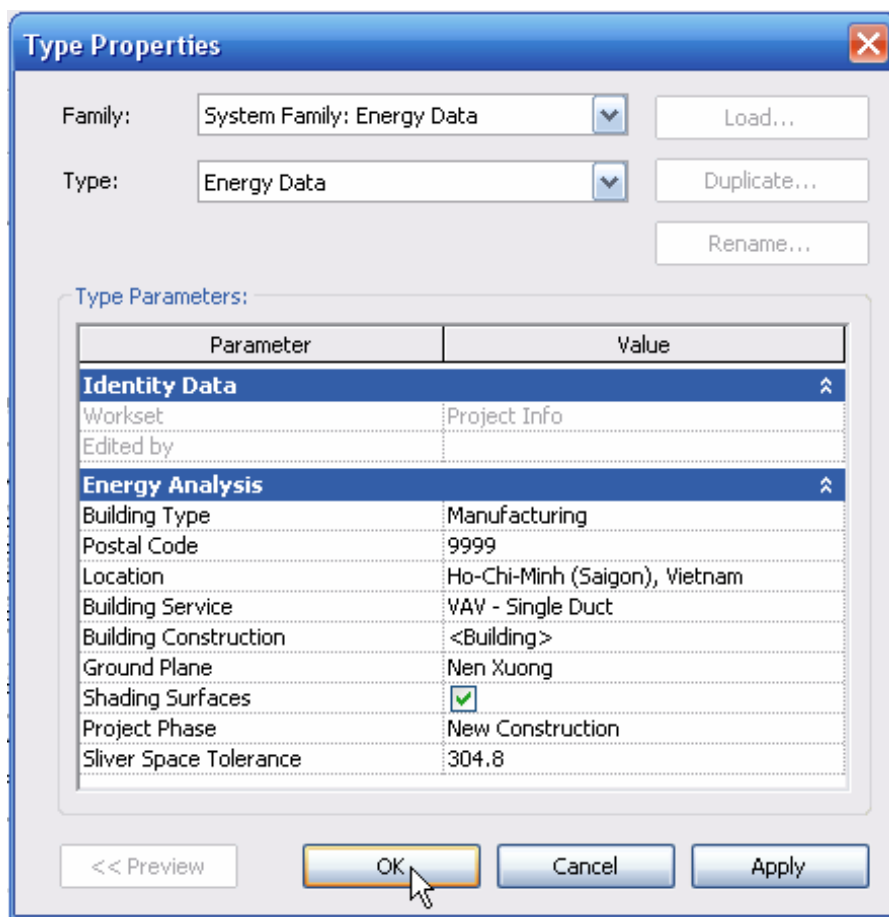 Type Properties
Family: System Family: Energy Data Load...
Type: Energy Data Duplicate...
Rename...
Type Parameters:
Parameter Value
Identity Data
Workset Project Info
Edited by
Energy Analysis
Building Type Manufacturing
Postal Code 9999
Location Ho-Chi-Minh (Saigon), Vietnam
Building Service VAV - Single Duct
Building Construction <Building>
Ground Plane Nen Xuong
Shading Surfaces
Project Phase New Construction
Sliver Space Tolerance 304.8
<< Preview OK Cancel Apply